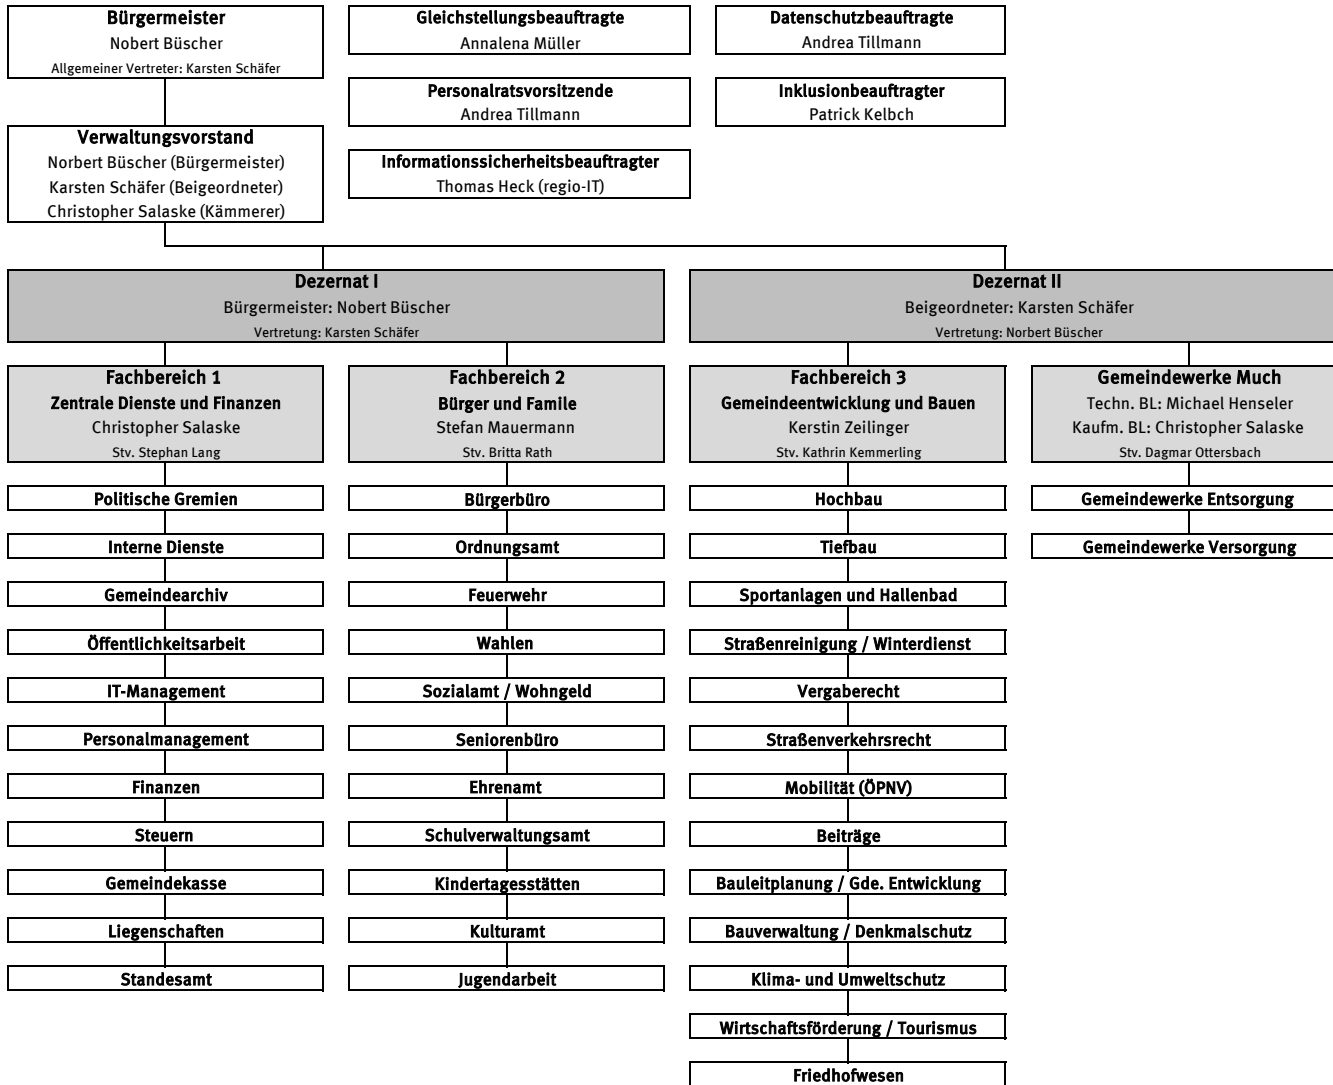 Bürgermeister
Nobert Büscher
Allgemeiner Vertreter: Karsten Schäfer
Gleichstellungsbeauftragte
Annalena Müller
Datenschutzbeauftragte
Andrea Tillmann
Personalratsvorsitzende
Andrea Tillmann
Inklusionbeauftragter
Patrick Kelbch
Verwaltungsvorstand
Norbert Büscher (Bürgermeister)
Karsten Schäfer (Beigeordneter)
Christopher Salaske (Kämmerer)
Informationssicherheitsbeauftragter
Thomas Heck (regio-IT)
Dezernat I
Bürgermeister: Nobert Büscher
Vertretung: Karsten Schäfer
Dezernat II
Beigeordneter: Karsten Schäfer
Vertretung: Norbert Büscher
Fachbereich 1
Zentrale Dienste und Finanzen
Christopher Salaske
Stv. Stephan Lang
Politische Gremien
Interne Dienste
Gemeindearchiv
Öffentlichkeitsarbeit
IT-Management
Personalmanagement
Finanzen
Steuern
Gemeindekasse
Liegenschaften
Standesamt
Fachbereich 2
Bürger und Famile
Stefan Mauermann
Stv. Britta Rath
Bürgerbüro
Ordnungsamt
Feuerwehr
Wahlen
Sozialamt / Wohngeld
Seniorenbüro
Ehrenamt
Schulverwaltungsamt
Kindertagesstätten
Kulturamt
Jugendarbeit
Fachbereich 3
Gemeindeentwicklung und Bauen
Kerstin Zeilinger
Stv. Kathrin Kemmerling
Hochbau
Tiefbau
Sportanlagen und Hallenbad
Straßenreinigung / Winterdienst
Vergaberecht
Straßenverkehrsrecht
Mobilität (ÖPNV)
Beiträge
Bauleitplanung / Gde. Entwicklung
Bauverwaltung / Denkmalschutz
Klima- und Umweltschutz
Wirtschaftsförderung / Tourismus
Friedhofwesen
Gemeindewerke Much
Techn. BL: Michael Henseler
Kaufm. BL: Christopher Salaske
Stv. Dagmar Ottersbach
Gemeindewerke Entsorgung
Gemeindewerke Versorgung